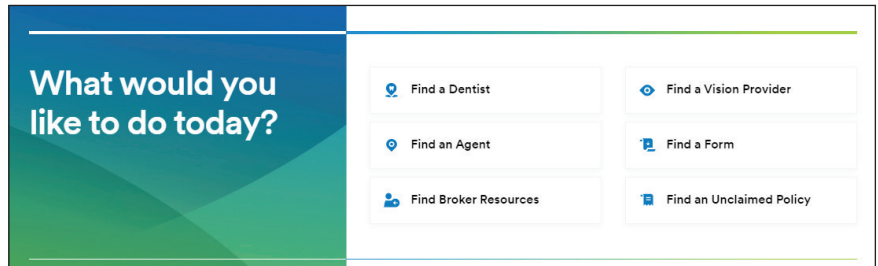 What would you
like to do today?
Find a Dentist
Find a Vision Provider
Find an Agent
Find a Form
Find Broker Resources
Find an Unclaimed Policy